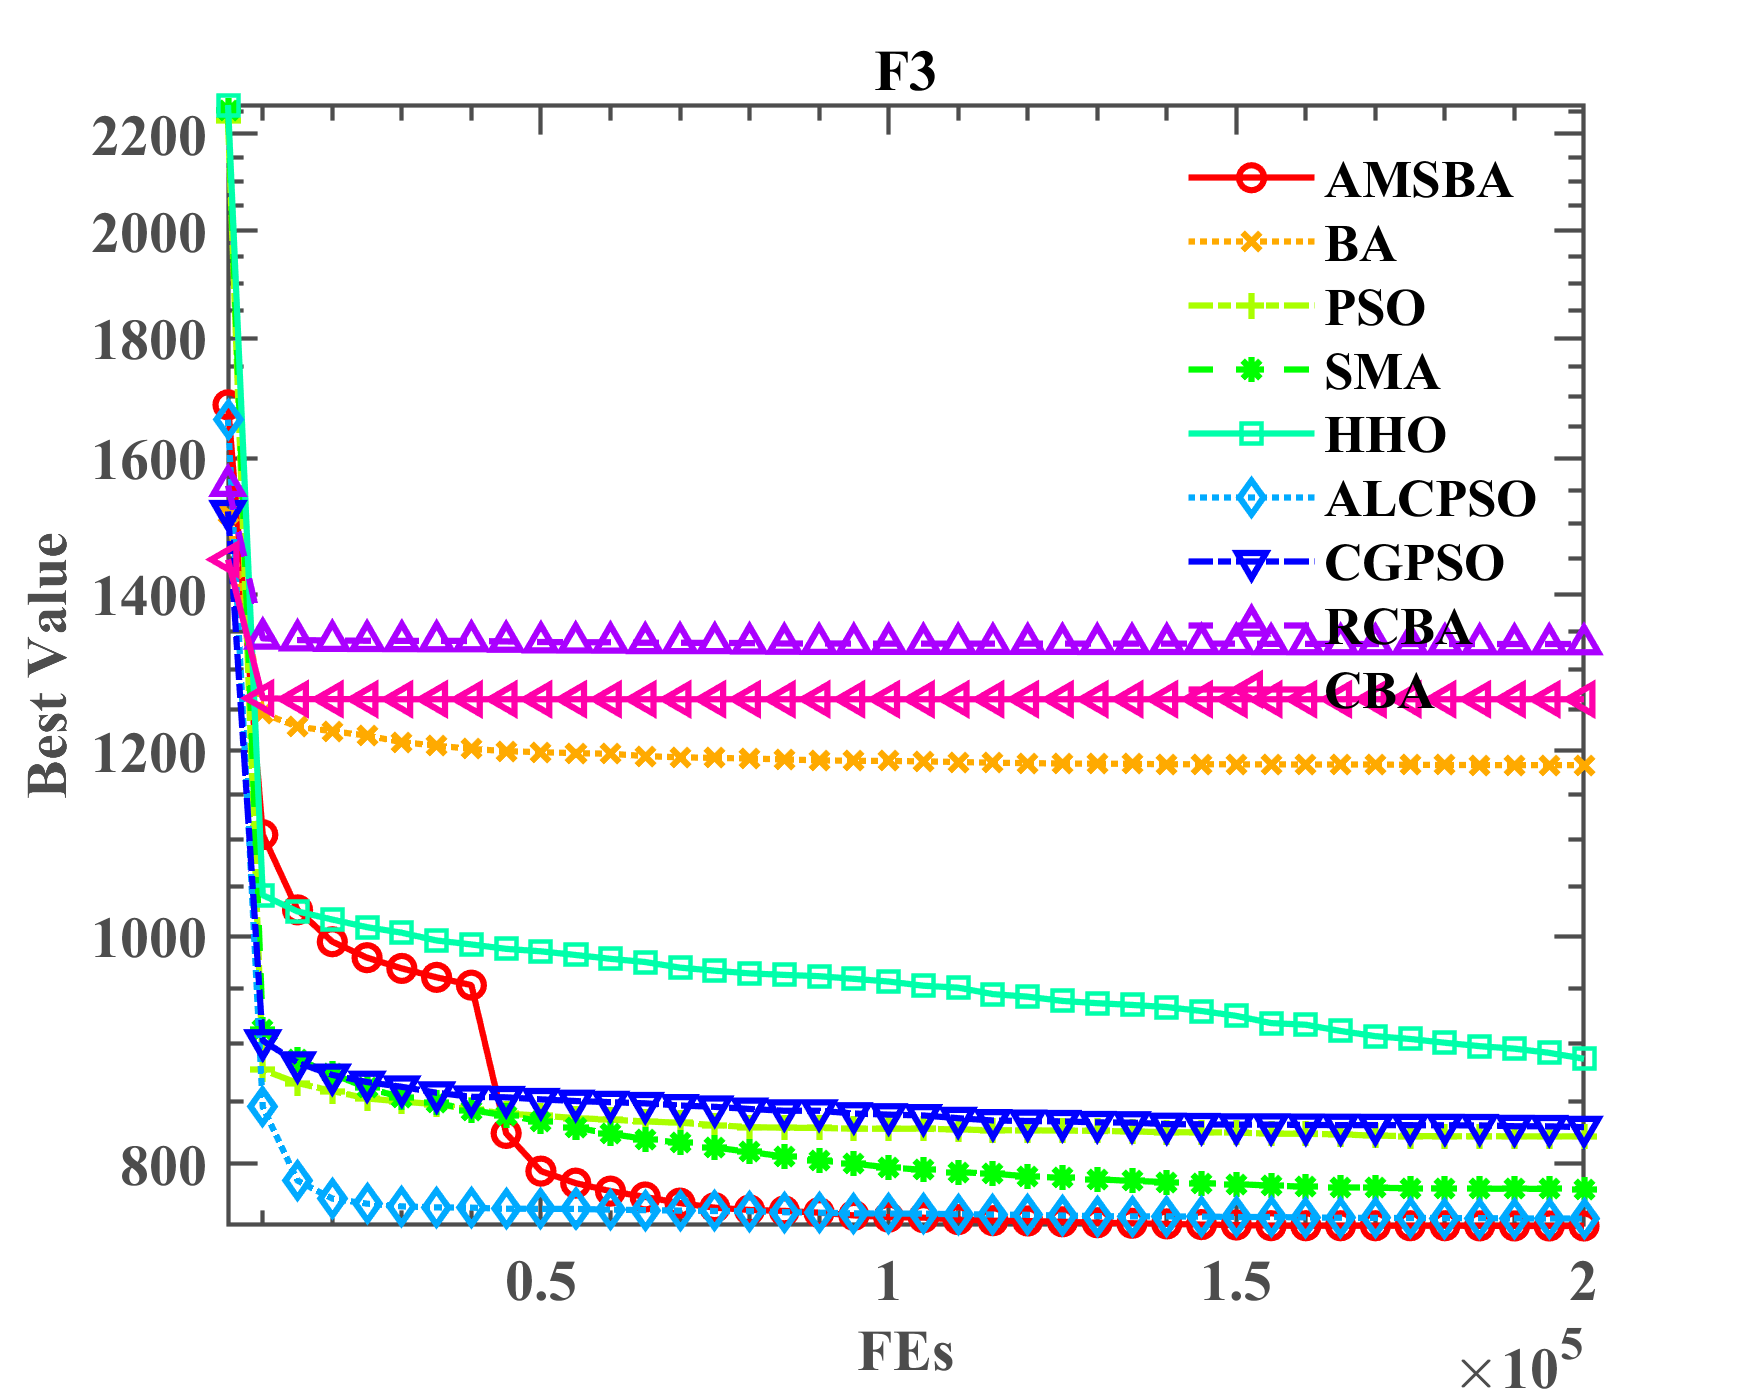 F3
2200
2000
1800
1600
1400
1200
1000
800
Best Value
AMSBA
BA
PSO
SMA
HHO
ALCPSO
CGPSO
RCBA
CBA
0.5
1
1.5
2
FEs
×10^5